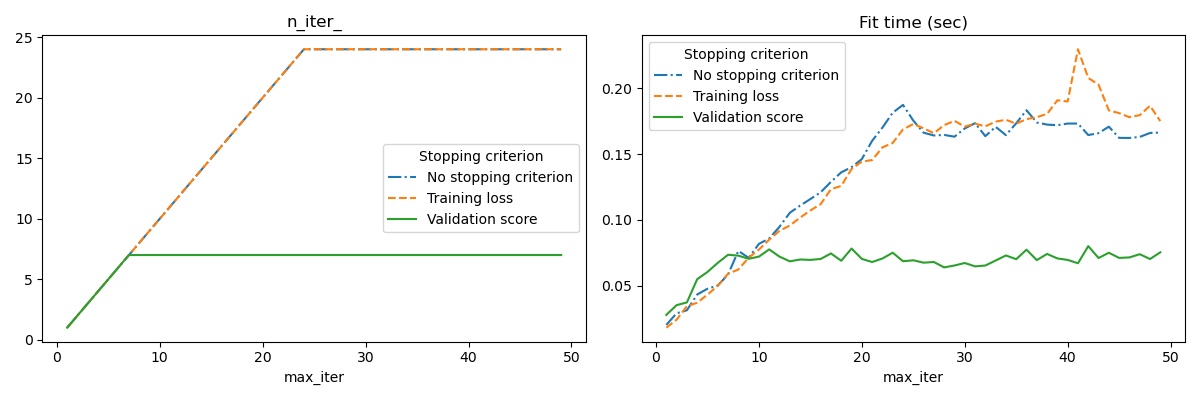 n_iter_
25
20
15
10
5
0
Stopping criterion
No stopping criterion
Training loss
Validation score
0
10
20
30
40
50
max_iter
Fit time (sec)
0.20
0.15
0.10
0.05
Stopping criterion
No stopping criterion
Training loss
Validation score
0
10
20
30
40
50
max_iter